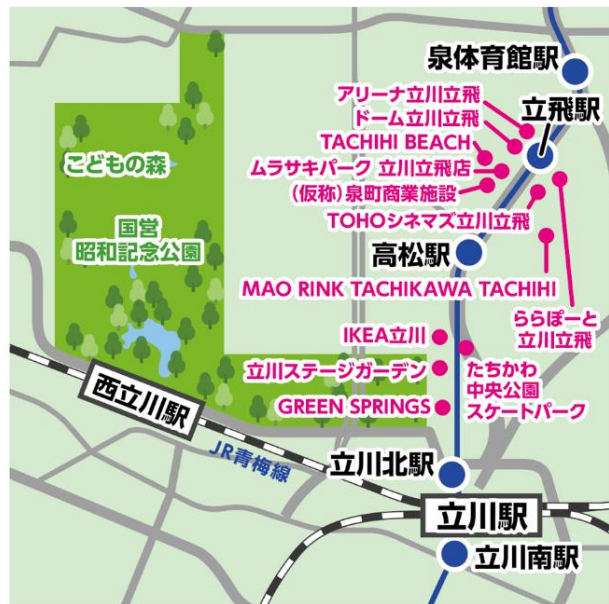 泉体育館駅
アリーナ立川立飛
ドーム立川立飛
立飛駅
TACHIHI BEACH
ムラサキパーク 立川立飛店
(仮称)泉町商業施設
TOHOシネマズ立川立飛
こどもの森
国営
昭和記念公園
高松駅
MAO RINK TACHIKAWA TACHIHI
ららぽーと
立川立飛
IKEA立川
立川ステージガーデン
GREEN SPRINGS
たちかわ
中央公園
スケートパーク
西立川駅
JR青梅線
立川北駅
立川駅
立川南駅